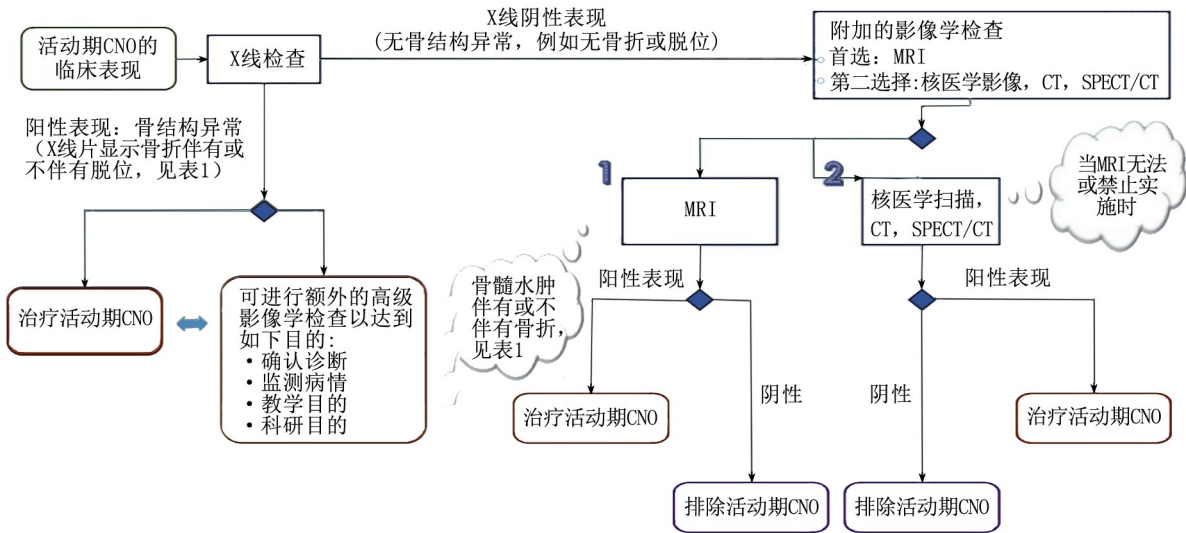 活动期CNO的
临床表现
X线检查
X线阴性表现
(无骨结构异常，例如无骨折或脱位)
附加的影像学检查
首选：MRI
第二选择:核医学影像，CT，SPECT/CT
阳性表现：骨结构异常
（X线片显示骨折伴有或
不伴有脱位，见表1）
治疗活动期CNO
可进行额外的高级
影像学检查以达到
如下目的:
•确认诊断
•监测病情
•教学目的
•科研目的
1
MRI
2
核医学扫描，
CT，SPECT/CT
当MRI无法
或禁止实
施时
骨髓水肿
伴有或不
伴有骨折，
见表1
阳性表现
阴性
治疗活动期CNO
排除活动期CNO
阳性表现
阴性
治疗活动期CNO
排除活动期CNO